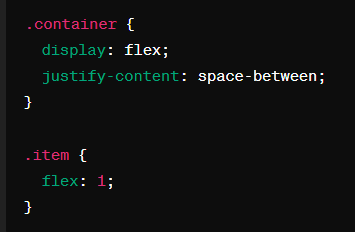 .container {
  display: flex;
  justify-content: space-between;
}

.item {
  flex: 1;
}